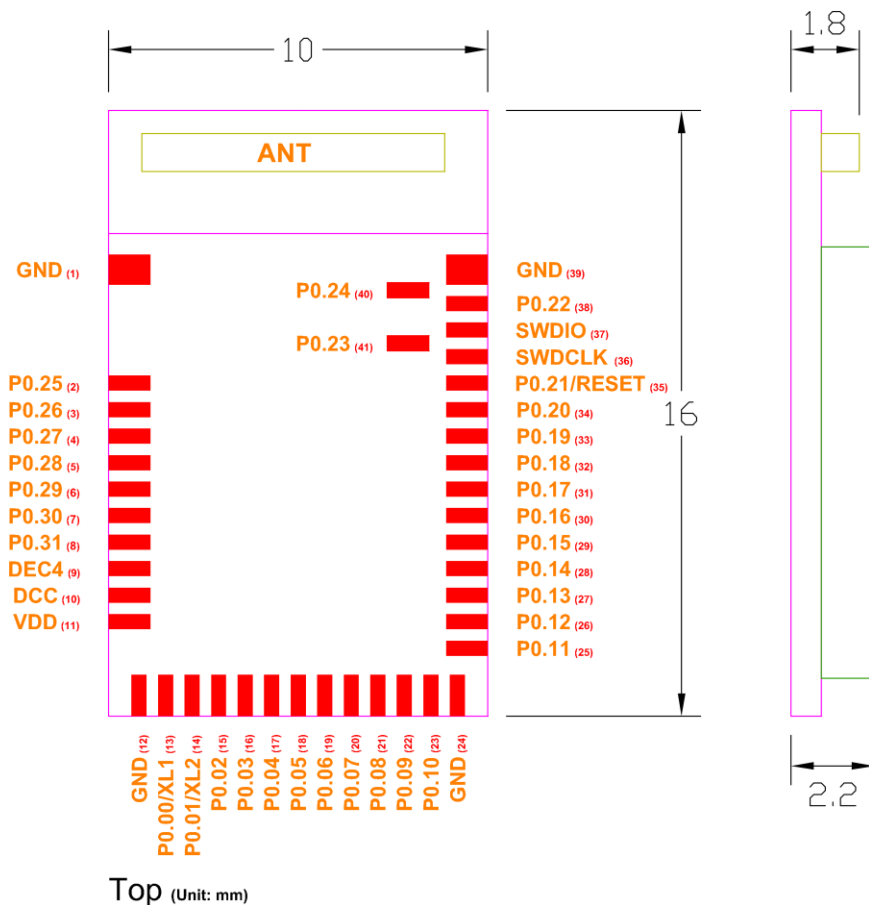 10
1.8
ANT
GND (1)
GND (39)
P0.24 (40)
P0.22 (38)
SWDIO (37)
P0.23 (41)
SWDCLK (36)
P0.25 (2)
P0.21/RESET (35)
P0.26 (3)
P0.20 (34)
16
P0.27 (4)
P0.19 (33)
P0.28 (5)
P0.18 (32)
P0.29 (6)
P0.17 (31)
P0.30 (7)
P0.16 (30)
P0.31 (8)
P0.15 (29)
DEC4 (9)
P0.14 (28)
DCC (10)
P0.13 (27)
VDD (11)
P0.12 (26)
P0.11 (25)
GND (12)
P0.00/XL1 (13)
P0.01/XL2 (14)
P0.02 (15)
P0.03 (16)
P0.04 (17)
P0.05 (18)
P0.06 (19)
P0.07 (20)
P0.08 (21)
P0.09 (22)
P0.10 (23)
GND (24)
2.2
Top (Unit: mm)